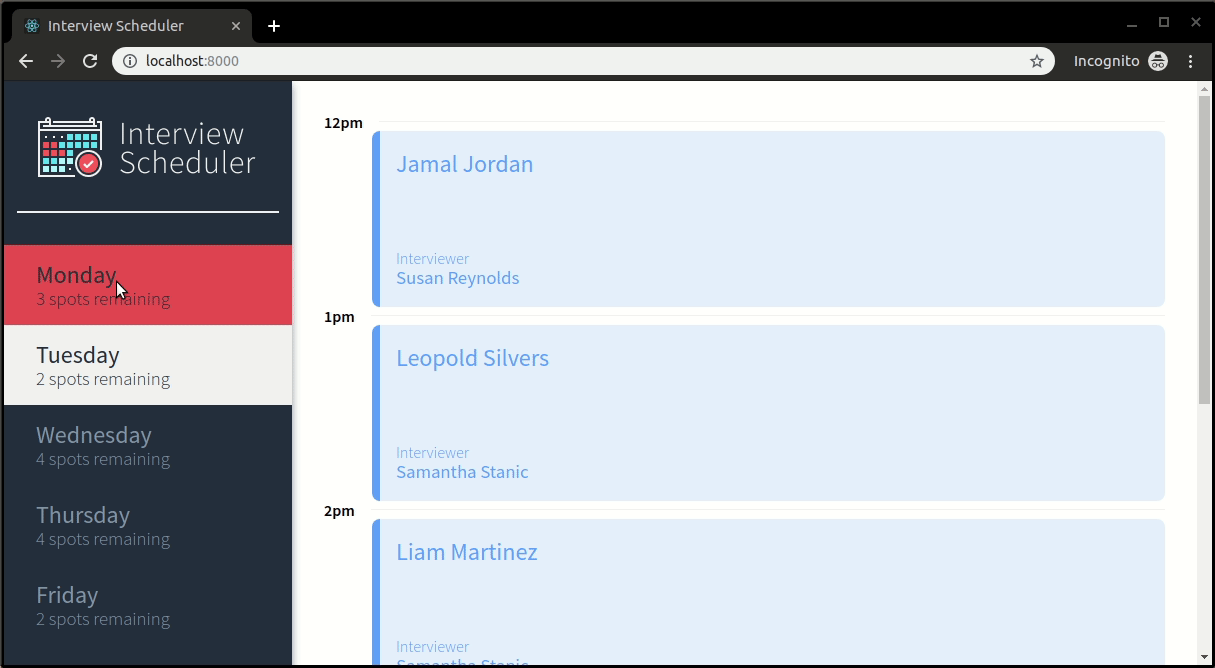 Interview Scheduler
localhost:8000
Incognito
Interview
Scheduler
Monday
3 spots remaining
Tuesday
2 spots remaining
Wednesday
4 spots remaining
Thursday
4 spots remaining
Friday
2 spots remaining
12pm
Jamal Jordan
Interviewer
Susan Reynolds
1pm
Leopold Silvers
Interviewer
Samantha Stanic
2pm
Liam Martinez
Interviewer
Samantha Stanic